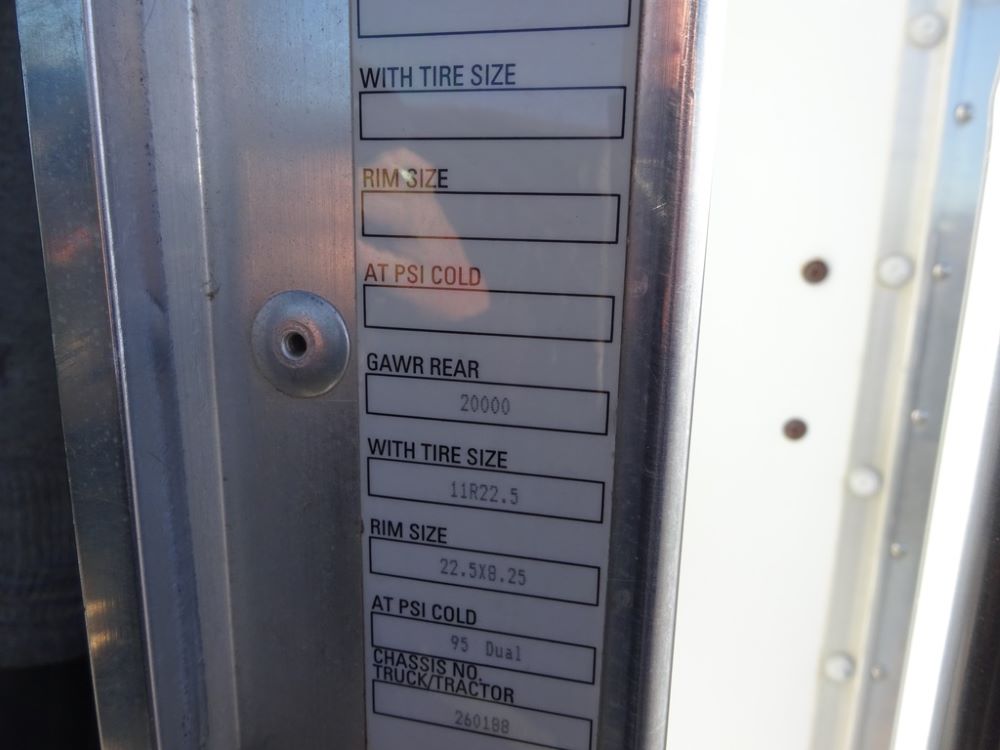 WITH TIRE SIZE
RIM SIZE
AT PSI COLD
GAWR REAR
20000
WITH TIRE SIZE
11R22.5
RIM SIZE
22.5X8.25
AT PSI COLD
95 Dual
CHASSIS NO.
TRUCK/TRACTOR
260188